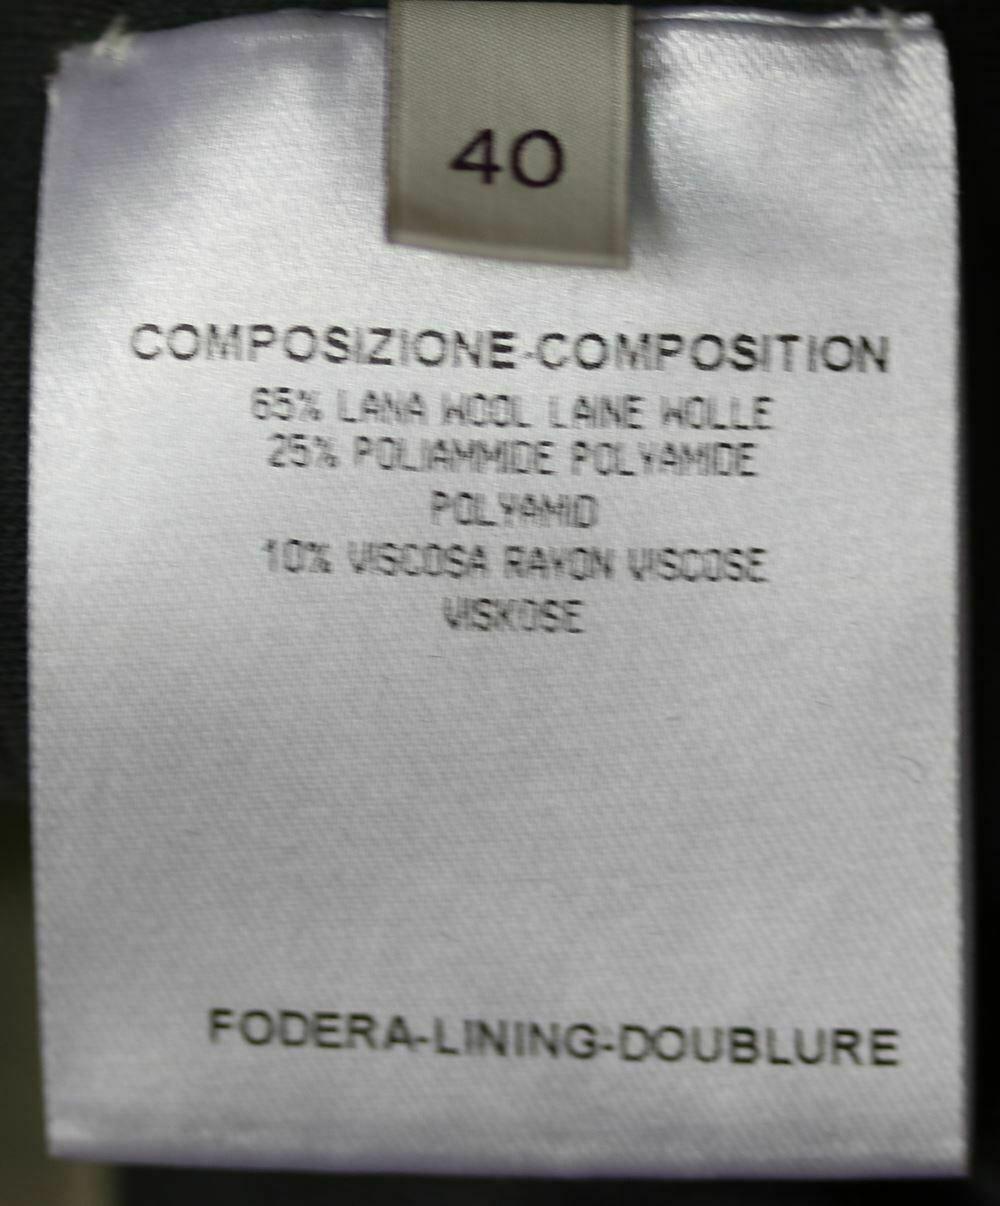 40
COMPOSIZIONE-COMPOSITION
65% LANA WOOL LAINE WOLLE
25% POLIAMMIDE POLYAMIDE
POLYAMID
10% VISCOSA RAYON VISCOSE
VISKOSE
FODERA-LINING-DOUBLURE